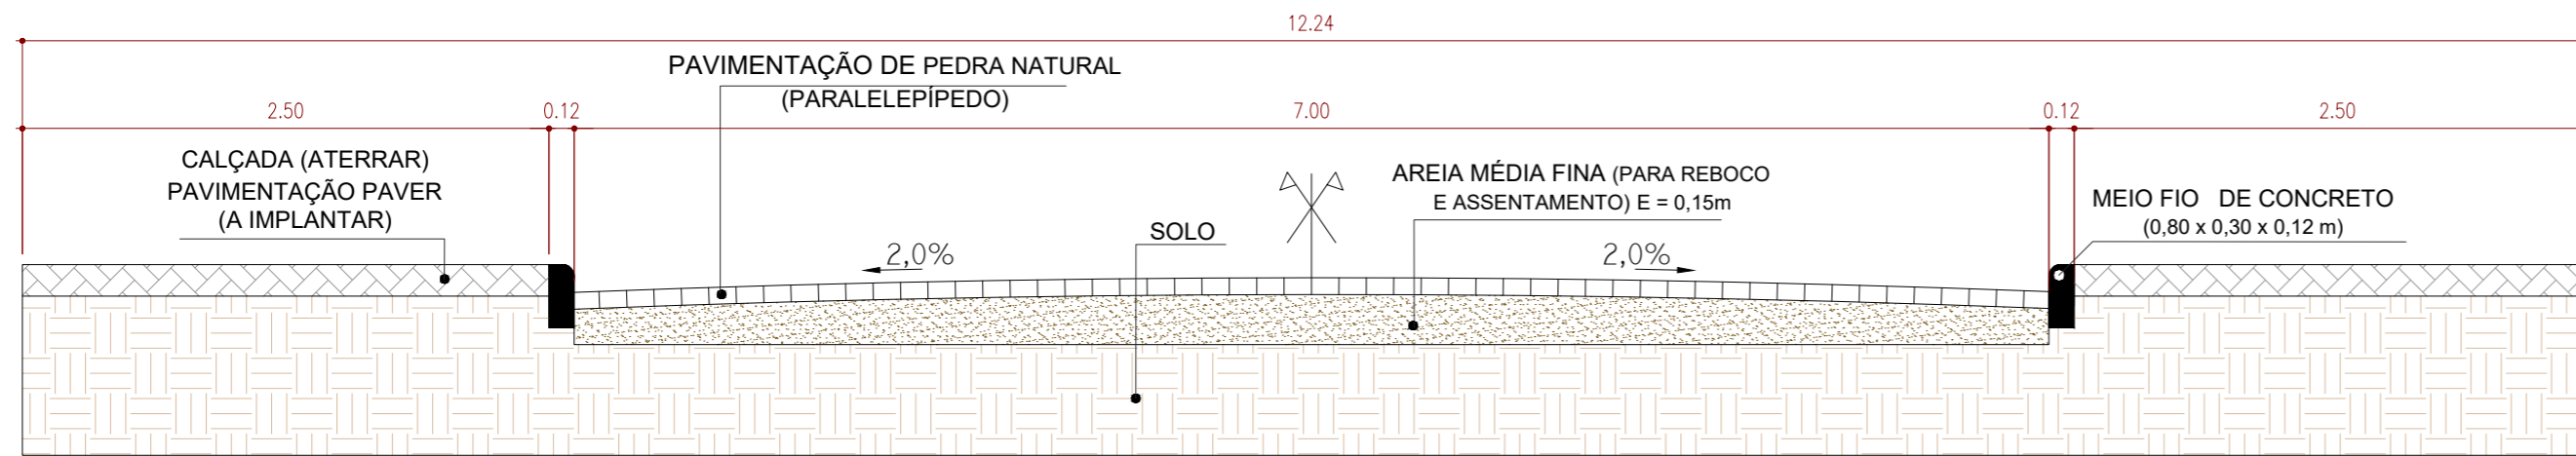 12.24
PAVIMENTAÇÃO DE PEDRA NATURAL
(PARALELEPÍPEDO)
2.50
0.12
7.00
0.12
2.50
CALÇADA (ATERRAR)
PAVIMENTAÇÃO PAVER
(A IMPLANTAR)
AREIA MÉDIA FINA (PARA REBOCO
E ASSENTAMENTO) E = 0,15m
MEIO FIO DE CONCRETO
(0,80 x 0,30 x 0,12 m)
SOLO
2,0%
2,0%